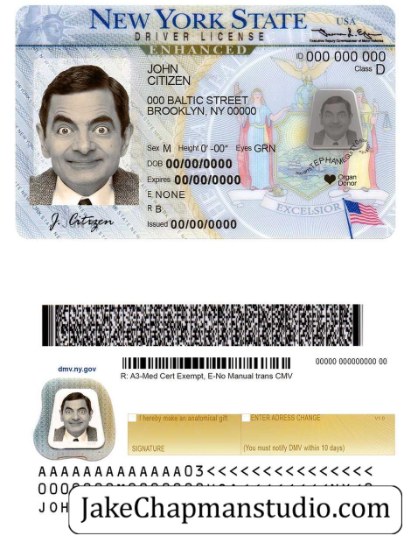 NEW YORK STATE
USA
DRIVER LICENSE
ENHANCED
ID 000 000 000
Class D
JOHN
CITIZEN
000 BALTIC STREET
BROOKLYN, NY 00000
Sex M Height 0'-00" Eyes GRN
DOB 00/00/0000
Expires 00/00/0000
E NONE
R B
Issued 00/00/0000
Organ
Donor
EXCELSIOR
J. Citizen
dmv.ny.gov
00000 000000000 00
R: A3-Med Cert Exempt, E-No Manual trans CMV
I hereby make an anatomical gift
ENTER ADRESS CHANGE
SIGNATURE
(You must notify DMV within 10 days)
AAAAAAAAAAAAA03<<<<<<<<<<<<<<<
JOH
JakeChapmanstudio.com